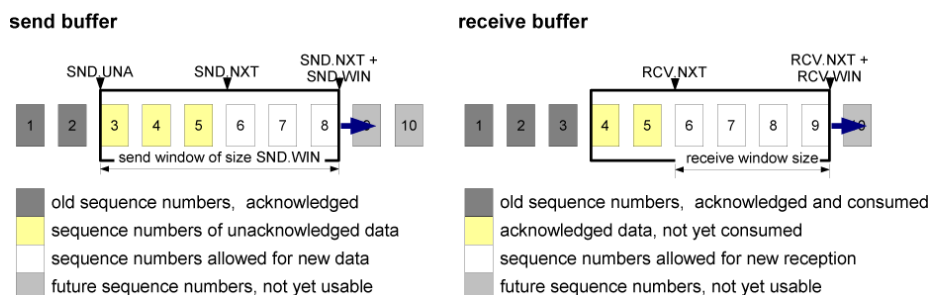 send buffer
SND.UNA
SND.NXT
SND.NXT +
SND.WIN
1 2 3 4 5 6 7 8 9 10
send window of size SND.WIN
old sequence numbers, acknowledged
sequence numbers of unacknowledged data
sequence numbers allowed for new data
future sequence numbers, not yet usable
receive buffer
RCV.NXT
RCV.NXT +
RCV.WIN
1 2 3 4 5 6 7 8 9 10
receive window size
old sequence numbers, acknowledged and consumed
acknowledged data, not yet consumed
sequence numbers allowed for new reception
future sequence numbers, not yet usable